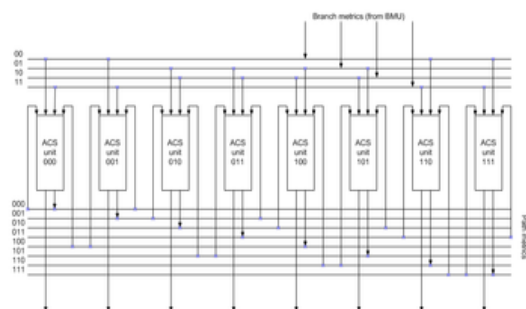 Branch metrics (from BMU)
00
01
10
11
ACS unit 000
ACS unit 001
ACS unit 010
ACS unit 011
ACS unit 100
ACS unit 101
ACS unit 110
ACS unit 111
000
001
010
011
100
101
110
111
Path metrics